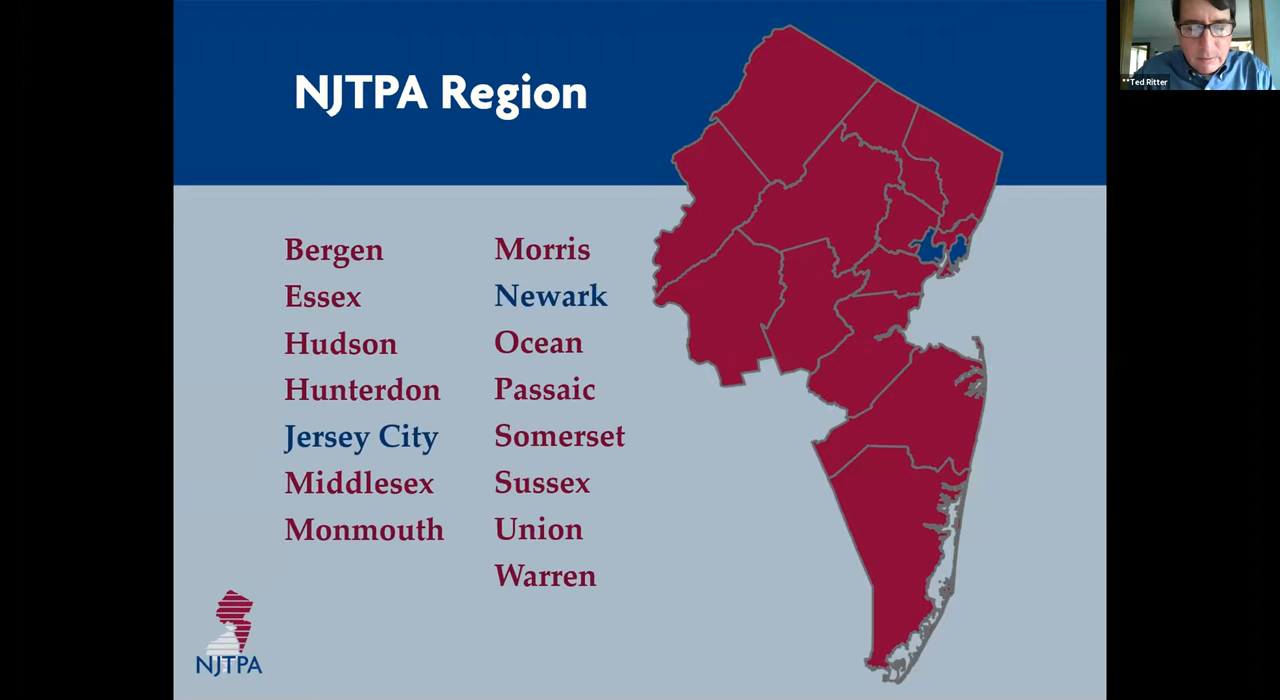 NJTPA Region
Bergen
Essex
Hudson
Hunterdon
Jersey City
Middlesex
Monmouth
Morris
Newark
Ocean
Passaic
Somerset
Sussex
Union
Warren
NJTPA
**Ted Ritter